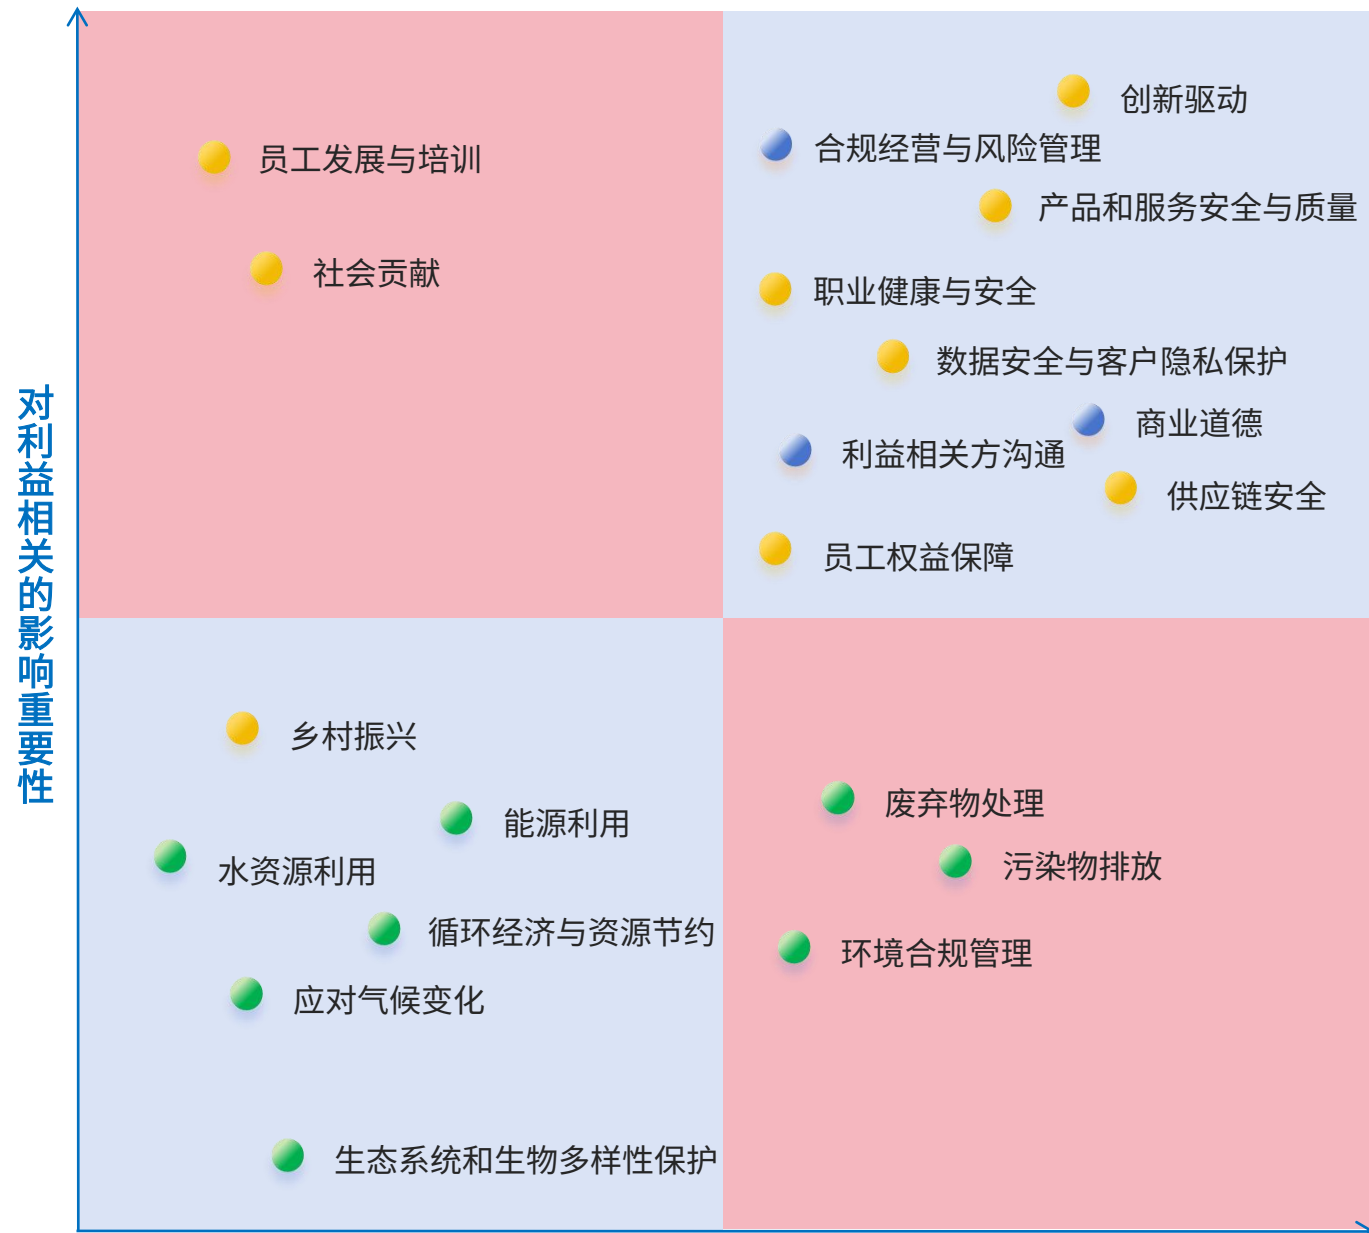 对利益相关的影响重要性
创新驱动
合规经营与风险管理
员工发展与培训
产品和服务安全与质量
社会贡献
职业健康与安全
数据安全与客户隐私保护
商业道德
利益相关方沟通
供应链安全
员工权益保障
乡村振兴
废弃物处理
能源利用
污染物排放
水资源利用
循环经济与资源节约
环境合规管理
应对气候变化
生态系统和生物多样性保护